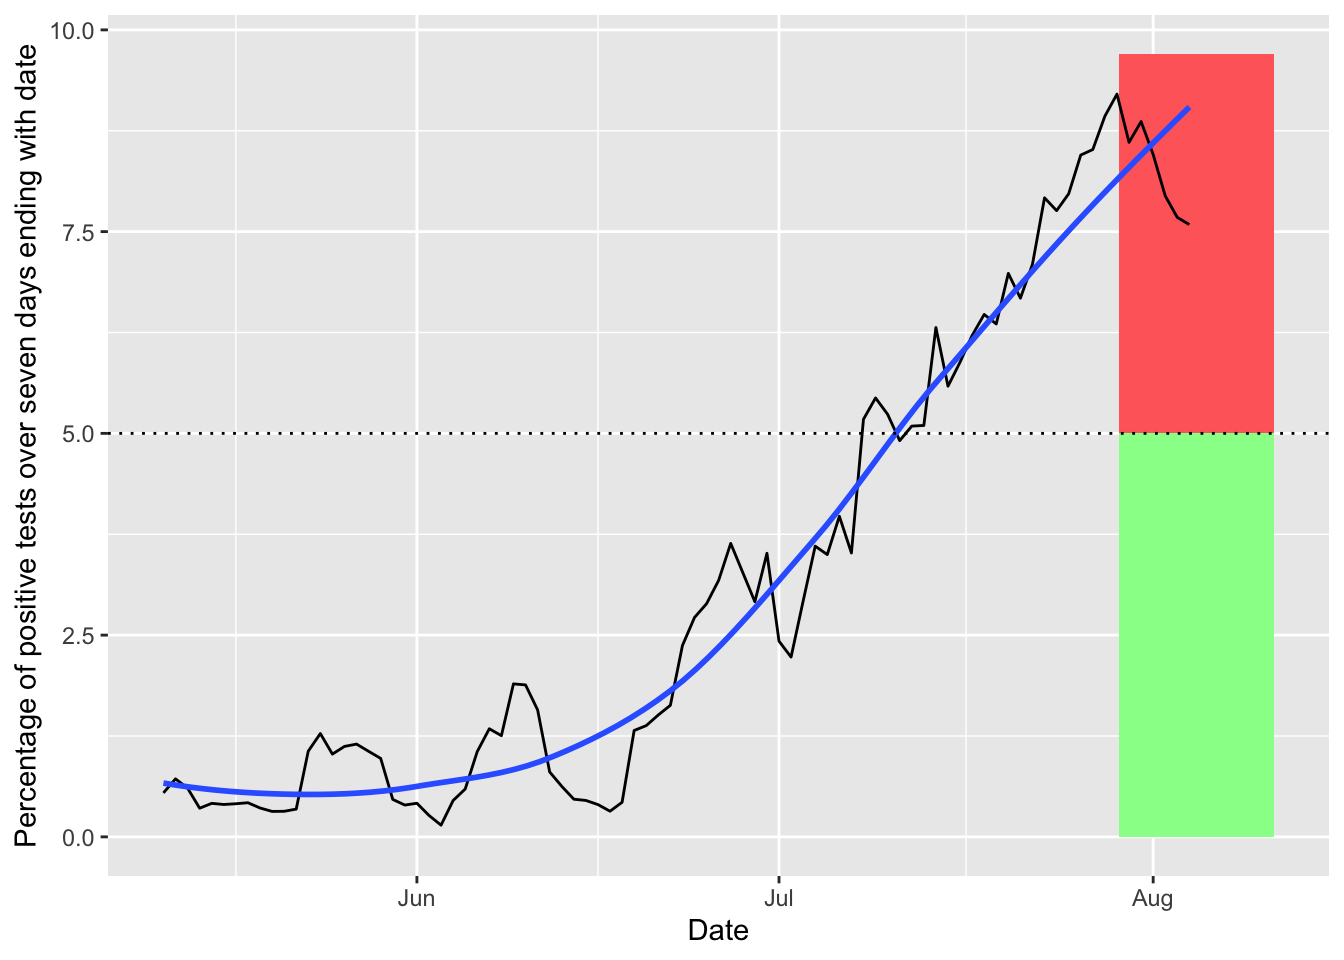 Percentage of positive tests over seven days ending with date
10.0
7.5
5.0
2.5
0.0
Jun
Jul
Aug
Date